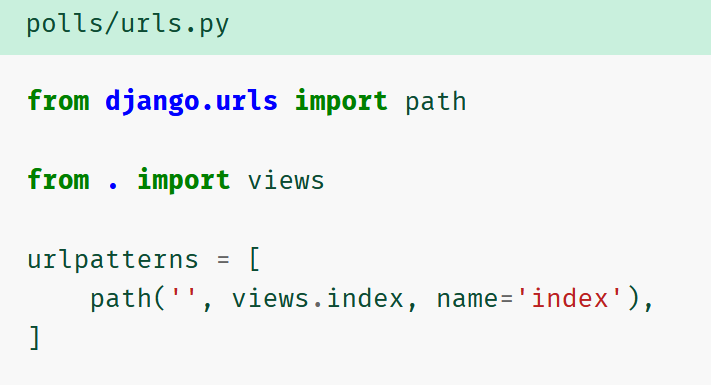 polls/urls.py
from django.urls import path
from . import views
urlpatterns = [
    path('', views.index, name='index'),
]